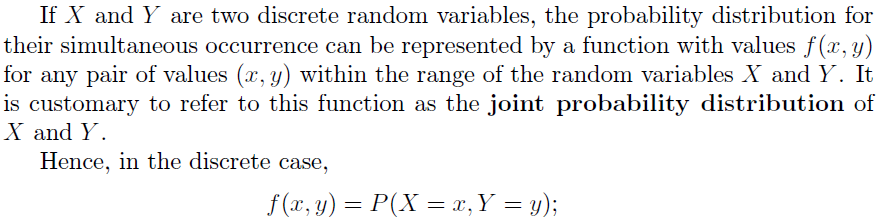 If X and Y are two discrete random variables, the probability distribution for
their simultaneous occurrence can be represented by a function with values f(x, y)
for any pair of values (x, y) within the range of the random variables X and Y. It
is customary to refer to this function as the joint probability distribution of
X and Y.
Hence, in the discrete case,
f(x, y) = P(X = x, Y = y);